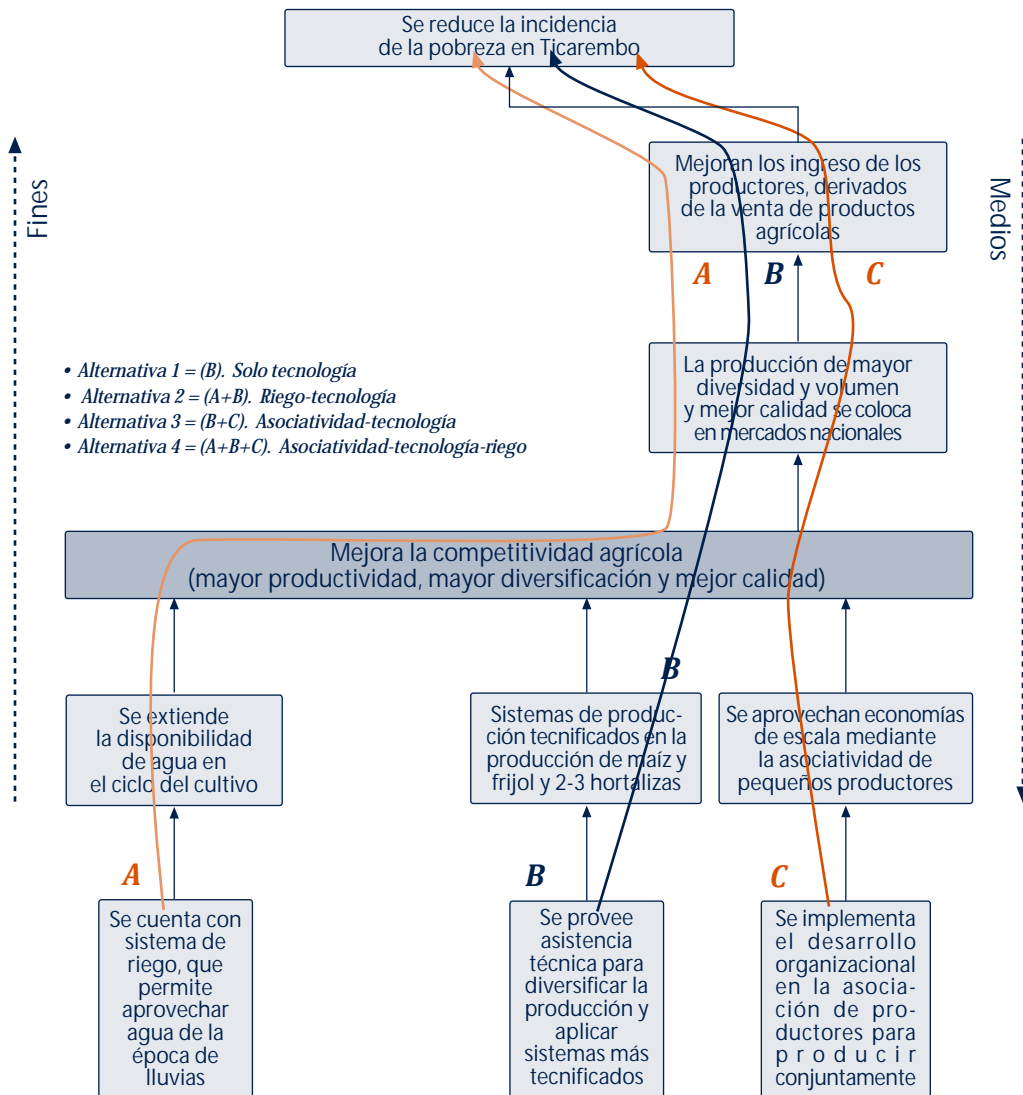 Se reduce la incidencia
de la pobreza en Ticarembo
Fines
Medios
Mejoran los ingreso de los
productores, derivados
de la venta de productos
agrícolas
A
B
C
• Alternativa 1 = (B). Solo tecnología
• Alternativa 2 = (A+B). Riego-tecnología
• Alternativa 3 = (B+C). Asociatividad-tecnología
• Alternativa 4 = (A+B+C). Asociatividad-tecnología-riego
La producción de mayor
diversidad y volumen
y mejor calidad se coloca
en mercados nacionales
Mejora la competitividad agrícola
(mayor productividad, mayor diversificación y mejor calidad)
B
Se extiende
la disponibilidad
de agua en
el ciclo del cultivo
Sistemas de produc-
ción tecnificados en la
producción de maíz y
frijol y 2-3 hortalizas
Se aprovechan economías
de escala mediante
la asociatividad de
pequeños productores
A
B
C
Se cuenta con
sistema de
riego, que
permite
aprovechar
agua de la
época de
lluvias
Se provee
asistencia
técnica para
diversificar la
producción y
aplicar
sistemas más
tecnificados
Se implementa
el desarrollo
organizacional
en la asocia-
ción de pro-
ductores para
producir
conjuntamente